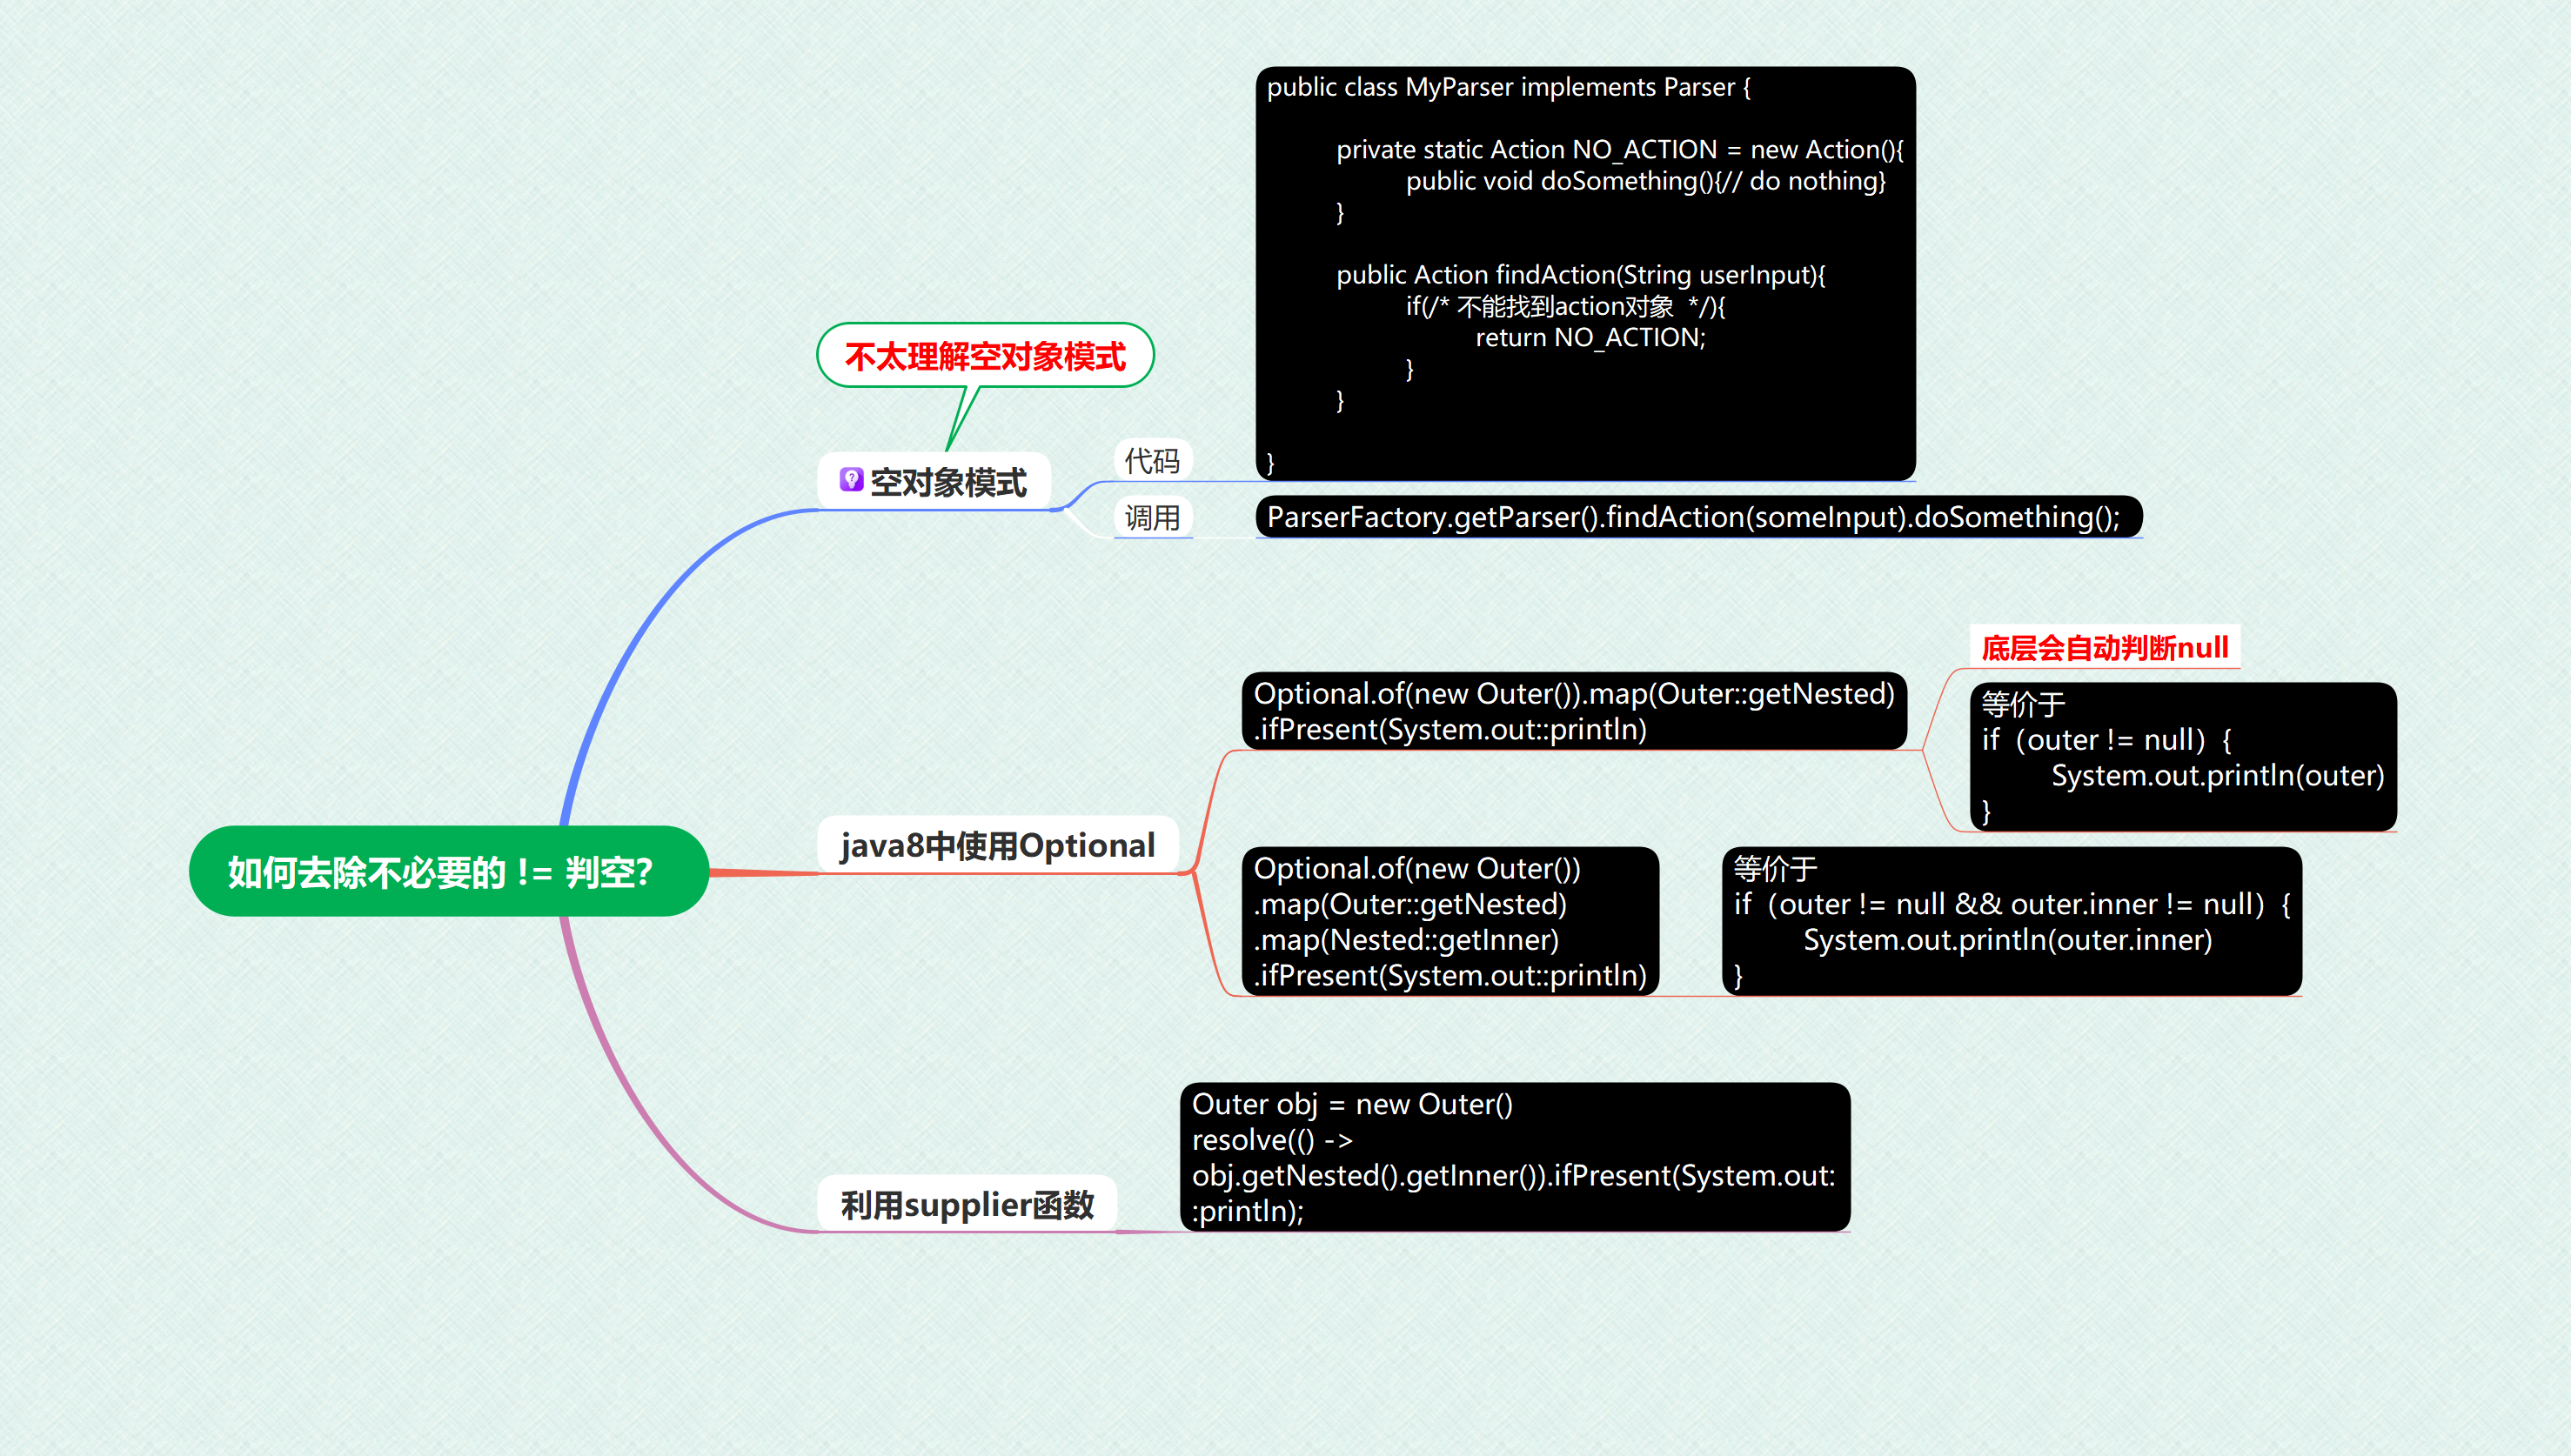 如何去除不必要的 != 判空?
不太理解空对象模式
空对象模式
代码
public class MyParser implements Parser {
private static Action NO_ACTION = new Action(){
public void doSomething(){// do nothing}
}
public Action findAction(String userInput){
if(/* 不能找到action对象  */){
return NO_ACTION;
}
}
}
调用
ParserFactory.getParser().findAction(someInput).doSomething();
java8中使用Optional
Optional.of(new Outer()).map(Outer::getNested)
.ifPresent(System.out::println)
底层会自动判断null
等价于
if（outer != null）{
System.out.println(outer)
}
Optional.of(new Outer())
.map(Outer::getNested)
.map(Nested::getInner)
.ifPresent(System.out::println)
等价于
if（outer != null && outer.inner != null）{
System.out.println(outer.inner)
}
利用supplier函数
Outer obj = new Outer()
resolve(() ->
obj.getNested().getInner()).ifPresent(System.out:
:println);